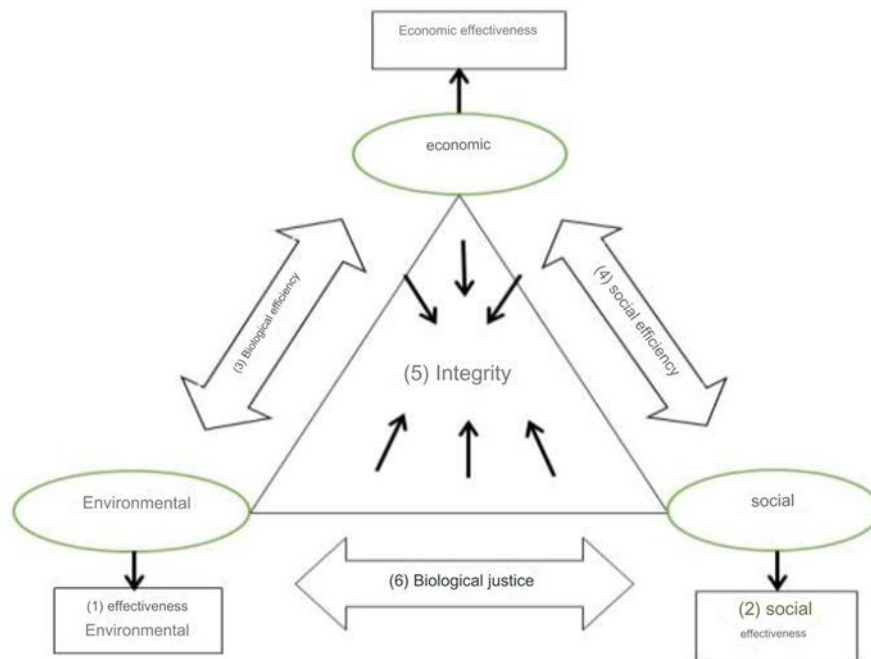 Economic effectiveness
economic
(3) Biological efficiency
(4) social efficiency
(5) Integrity
Environmental
social
(6) Biological justice
(1) effectiveness
Environmental
(2) social
effectiveness